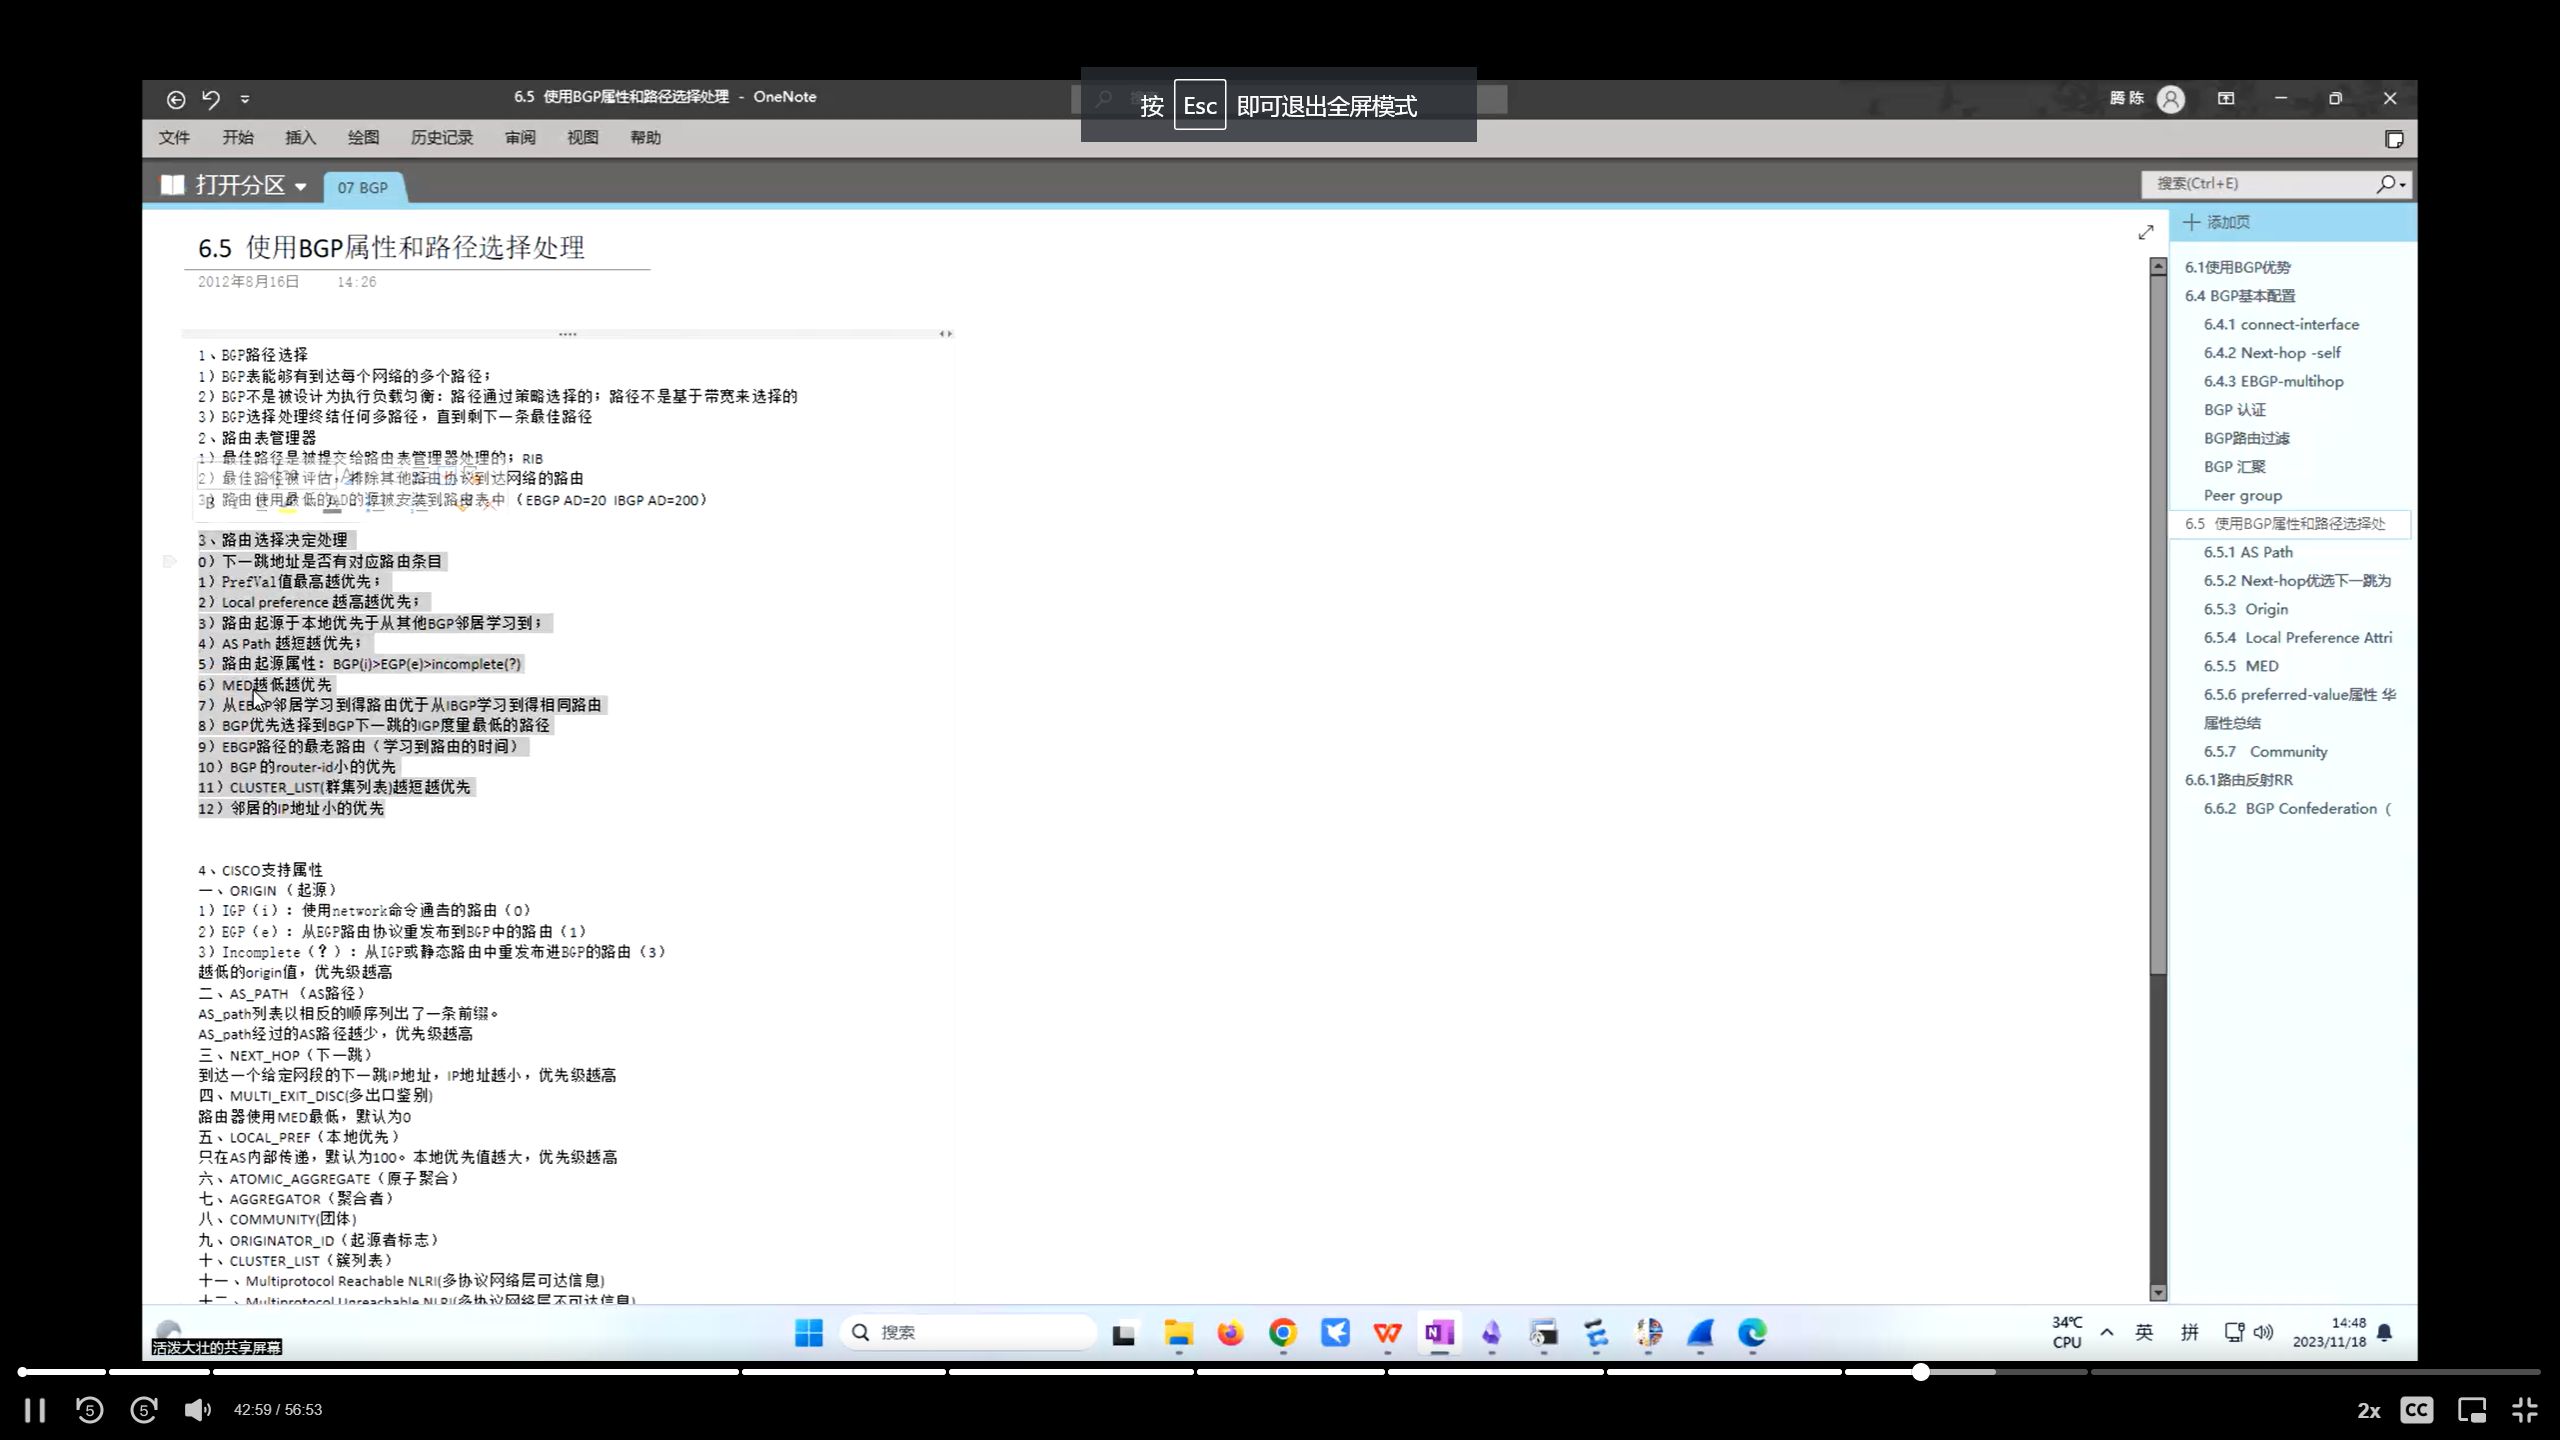 6.5 使用BGP属性和路径选择处理 - OneNote
按 Esc 即可退出全屏模式
腾 陈
文件 开始 插入 绘图 历史记录 审阅 视图 帮助
打开分区 07 BGP
搜索(Ctrl+E)
6.5 使用BGP属性和路径选择处理
2012年8月16日 14:26
1、BGP路径选择
1）BGP表能够有到达每个网络的多个路径；
2）BGP不是被设计为执行负载匀衡：路径通过策略选择的；路径不是基于带宽来选择的
3）BGP选择处理终结任何多路径，直到剩下一条最佳路径
2、路由表管理器
1）最佳路径是被提交给路由表管理器处理的；RIB
2）最佳路径被评估，排除其他路由协议到达网络的路由
3）路由使用最低的AD的源被安装到路由表中（EBGP AD=20 IBGP AD=200）
3、路由选择决定处理
0）下一跳地址是否有对应路由条目
1）PrefVal值最高越优先；
2）Local preference 越高越优先；
3）路由起源于本地优先于从其他BGP邻居学习到；
4）AS Path 越短越优先；
5）路由起源属性：BGP(i)>EGP(e)>incomplete(?)
6）MED越低越优先
7）从EBGP邻居学习到得路由优于从IBGP学习到得相同路由
8）BGP优先选择到BGP下一跳的IGP度量最低的路径
9）EBGP路径的最老路由（学习到路由的时间）
10）BGP 的router-id小的优先
11）CLUSTER_LIST(群集列表)越短越优先
12）邻居的IP地址小的优先
4、CISCO支持属性
一、ORIGIN（起源）
1）IGP（i）：使用network命令通告的路由（0）
2）EGP（e）：从EGP路由协议重发布到BGP中的路由（1）
3）Incomplete（？）：从IGP或静态路由中重发布进BGP的路由（3）
越低的origin值，优先级越高
二、AS_PATH （AS路径）
AS_path列表以相反的顺序列出了一条前缀。
AS_path经过的AS路径越少，优先级越高
三、NEXT_HOP（下一跳）
到达一个给定网段的下一跳IP地址，IP地址越小，优先级越高
四、MULTI_EXIT_DISC(多出口鉴别)
路由器使用MED最低，默认为0
五、LOCAL_PREF（本地优先）
只在AS内部传递，默认为100。本地优先值越大，优先级越高
六、ATOMIC_AGGREGATE（原子聚合）
七、AGGREGATOR（聚合者）
八、COMMUNITY(团体)
九、ORIGINATOR_ID（起源者标志）
十、CLUSTER_LIST（簇列表）
十一、Multiprotocol Reachable NLRI(多协议网络层可达信息)
十二、Multiprotocol Unreachable NLRI(多协议网络层不可达信息)
添加页
6.1使用BGP优势
6.4 BGP基本配置
6.4.1 connect-interface
6.4.2 Next-hop -self
6.4.3 EBGP-multihop
BGP 认证
BGP路由过滤
BGP 汇聚
Peer group
6.5 使用BGP属性和路径选择处
6.5.1 AS Path
6.5.2 Next-hop优选下一跳为
6.5.3 Origin
6.5.4 Local Preference Attri
6.5.5 MED
6.5.6 preferred-value属性 华
属性总结
6.5.7 Community
6.6.1路由反射RR
6.6.2 BGP Confederation（
活泼大壮的共享屏幕
搜索
34℃
CPU
英 拼
14:48
2023/11/18
5 5 42:59 / 56:53
2x CC